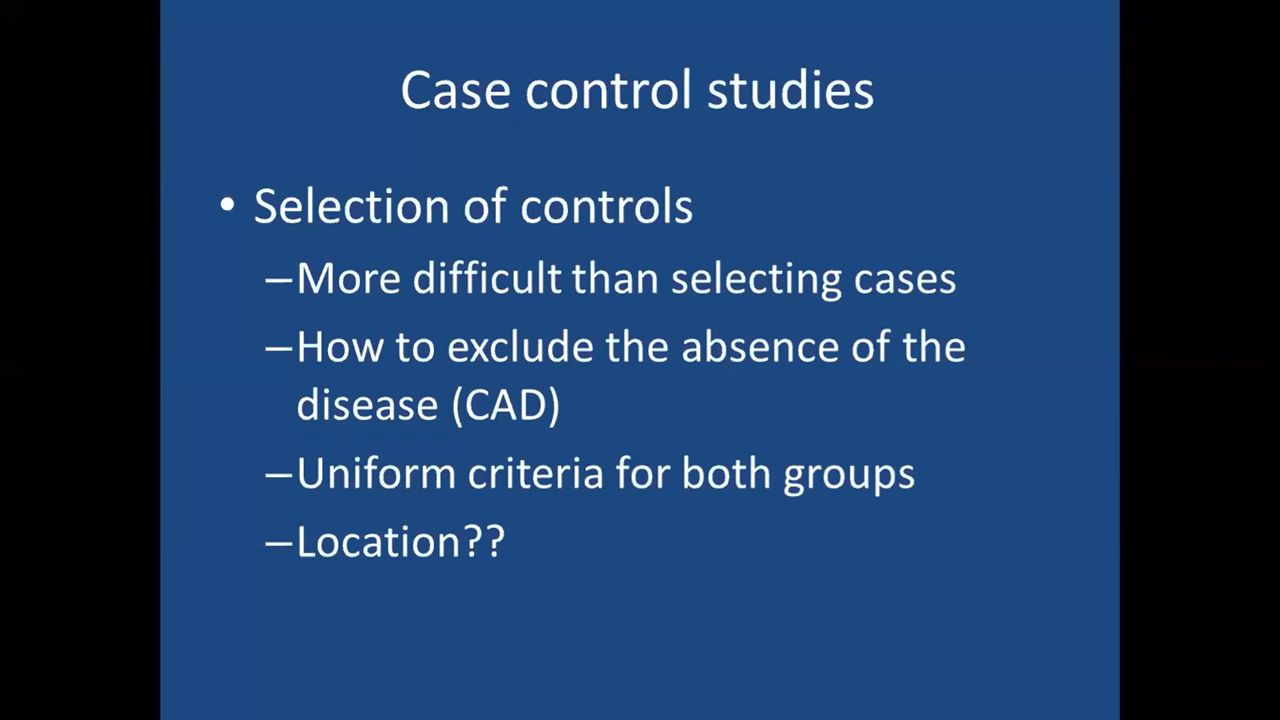 Case control studies
• Selection of controls
–More difficult than selecting cases
–How to exclude the absence of the
disease (CAD)
–Uniform criteria for both groups
–Location??